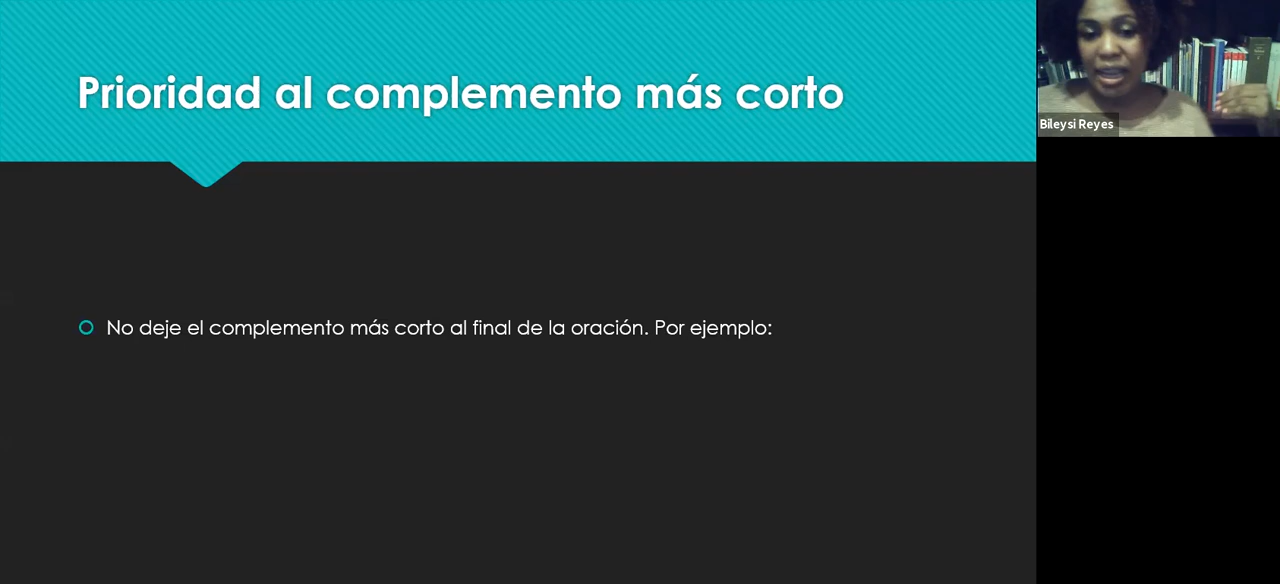 Prioridad al complemento más corto
No deje el complemento más corto al final de la oración. Por ejemplo:
Bileysi Reyes